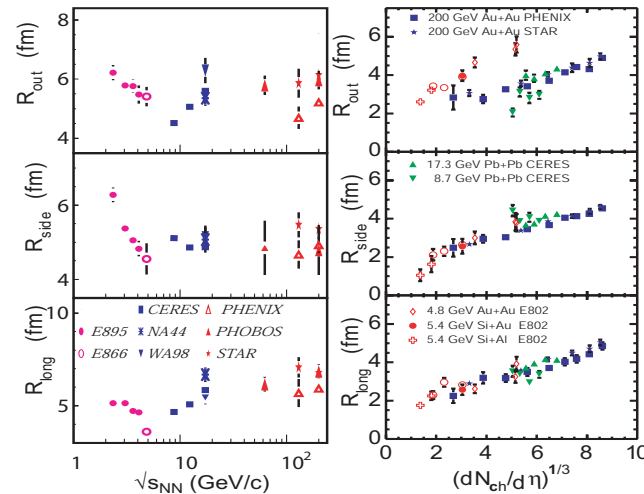 8
6
4
R_out (fm)
8
6
4
R_side (fm)
10
5
R_long (fm)
CERES PHENIX
E895 NA44 PHOBOS
E866 WA98 STAR
1 10 10^2
√s_NN (GeV/c)
6
4
2
0
R_out (fm)
200 GeV Au+Au PHENIX
200 GeV Au+Au STAR
6
4
2
0
R_side (fm)
17.3 GeV Pb+Pb CERES
8.7 GeV Pb+Pb CERES
6
4
2
0
R_long (fm)
4.8 GeV Au+Au E802
5.4 GeV Si+Au E802
5.4 GeV Si+Al E802
0 2 4 6 8 10
(dN_ch/dη)^1/3